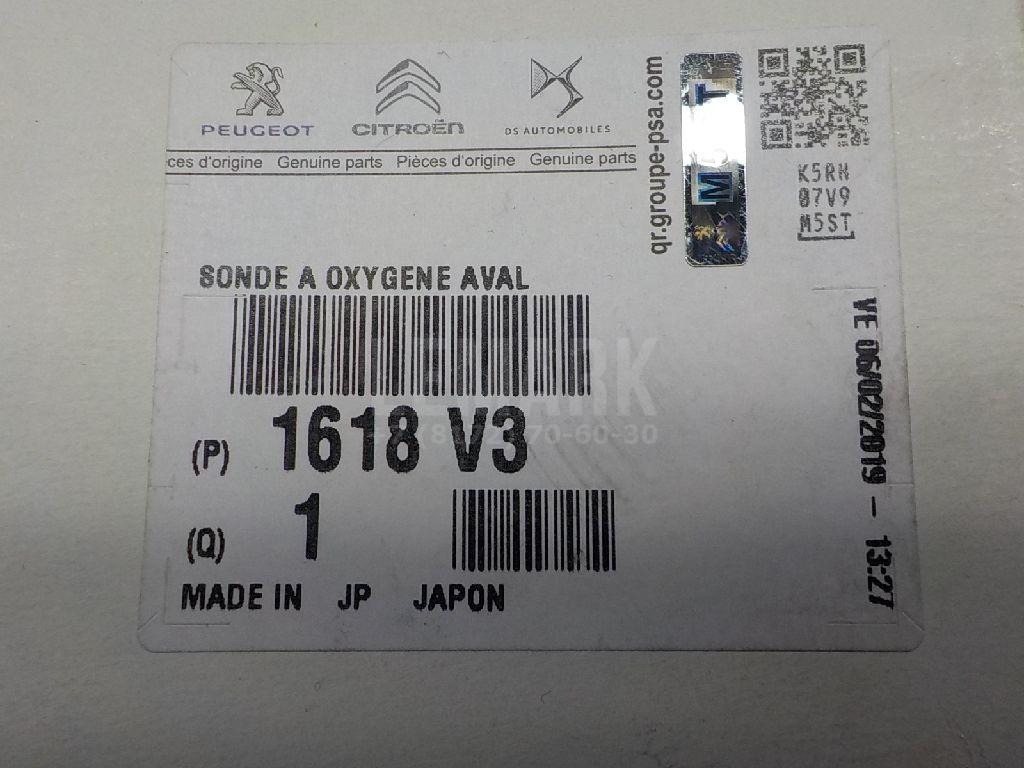 PEUGEOT CITROËN DS AUTOMOBILES
ces d'origine Genuine parts Pièces d'origine Genuine parts
qr.groupe-psa.com
K5RH
07V9
M5ST
SONDE A OXYGENE AVAL
(P) 1618 V3
(Q) 1
MADE IN JP JAPON
VE 06/02/2019 - 13:27